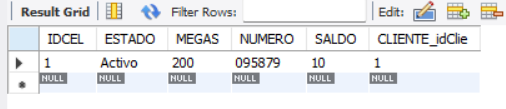 Result Grid Filter Rows: Edit:
IDCEL ESTADO MEGAS NUMERO SALDO CLIENTE_idClie
1 Activo 200 095879 10 1
NULL NULL NULL NULL NULL NULL